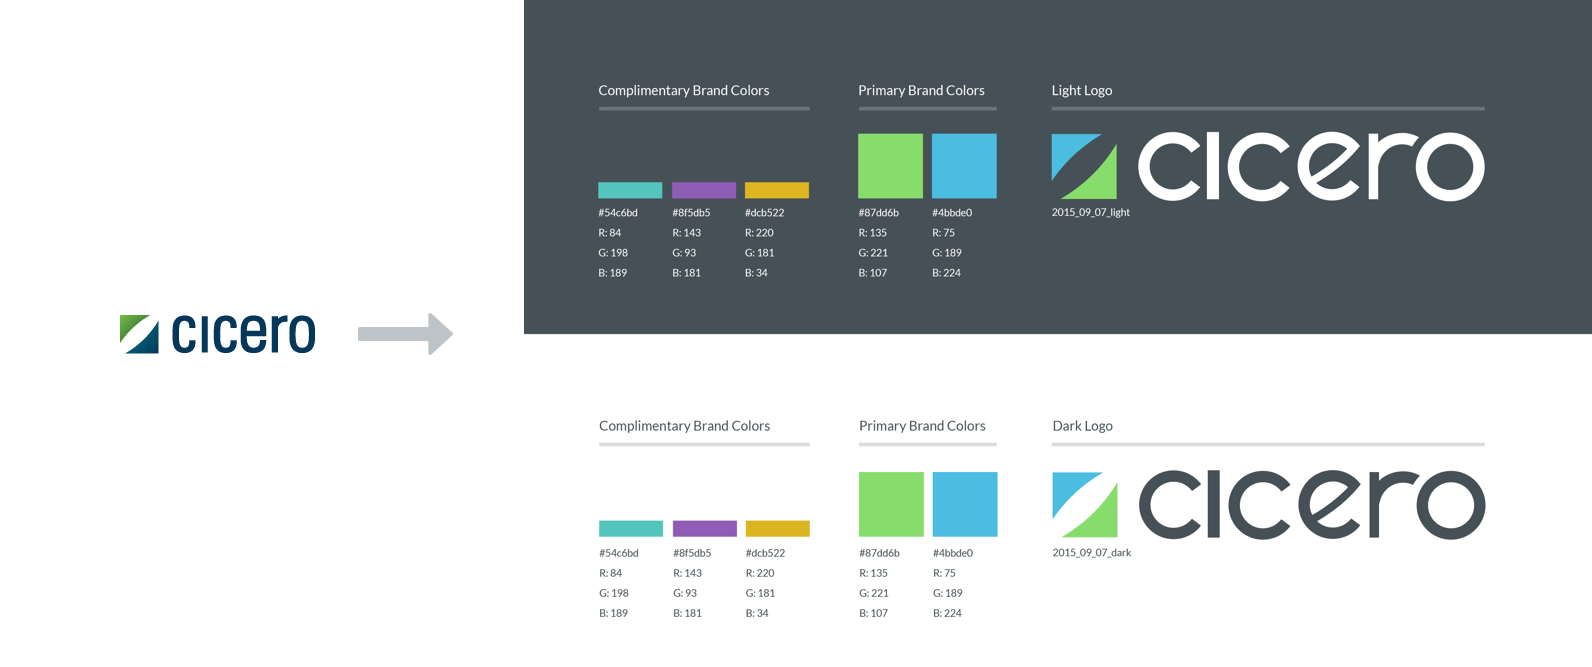 cicero
Complimentary Brand Colors
#54c6bd #8f5db5 #dcb522
R: 84 R: 143 R: 220
G: 198 G: 93 G: 181
B: 189 B: 181 B: 34
Primary Brand Colors
#87dd6b #4bbde0
R: 135 R: 75
G: 221 G: 189
B: 107 B: 224
Light Logo
cicero
2015_09_07_light
Complimentary Brand Colors
#54c6bd #8f5db5 #dcb522
R: 84 R: 143 R: 220
G: 198 G: 93 G: 181
B: 189 B: 181 B: 34
Primary Brand Colors
#87dd6b #4bbde0
R: 135 R: 75
G: 221 G: 189
B: 107 B: 224
Dark Logo
cicero
2015_09_07_dark